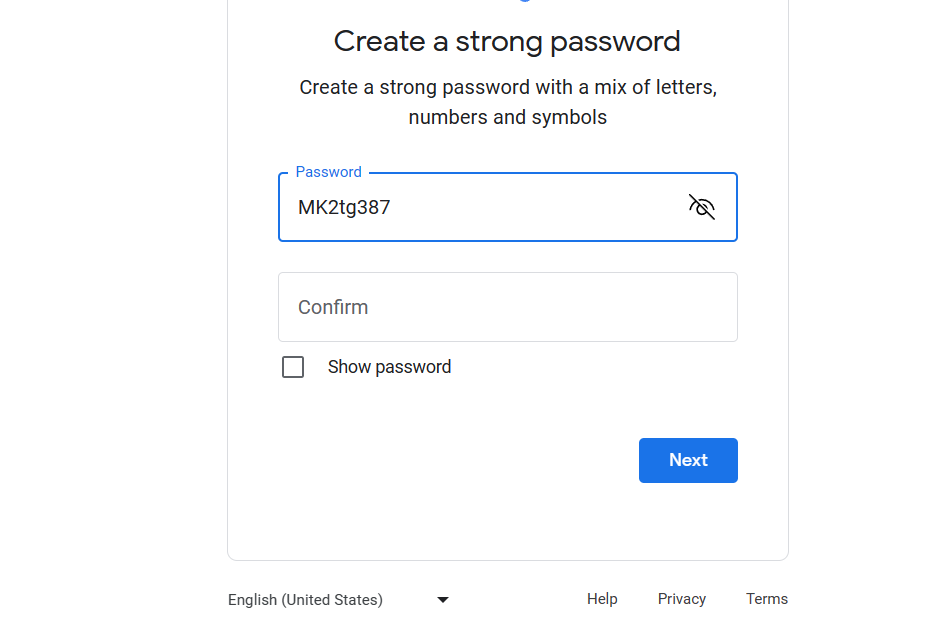 Create a strong password
Create a strong password with a mix of letters,
numbers and symbols
Password
MK2tg387
Confirm
Show password
Next
English (United States)
Help Privacy Terms